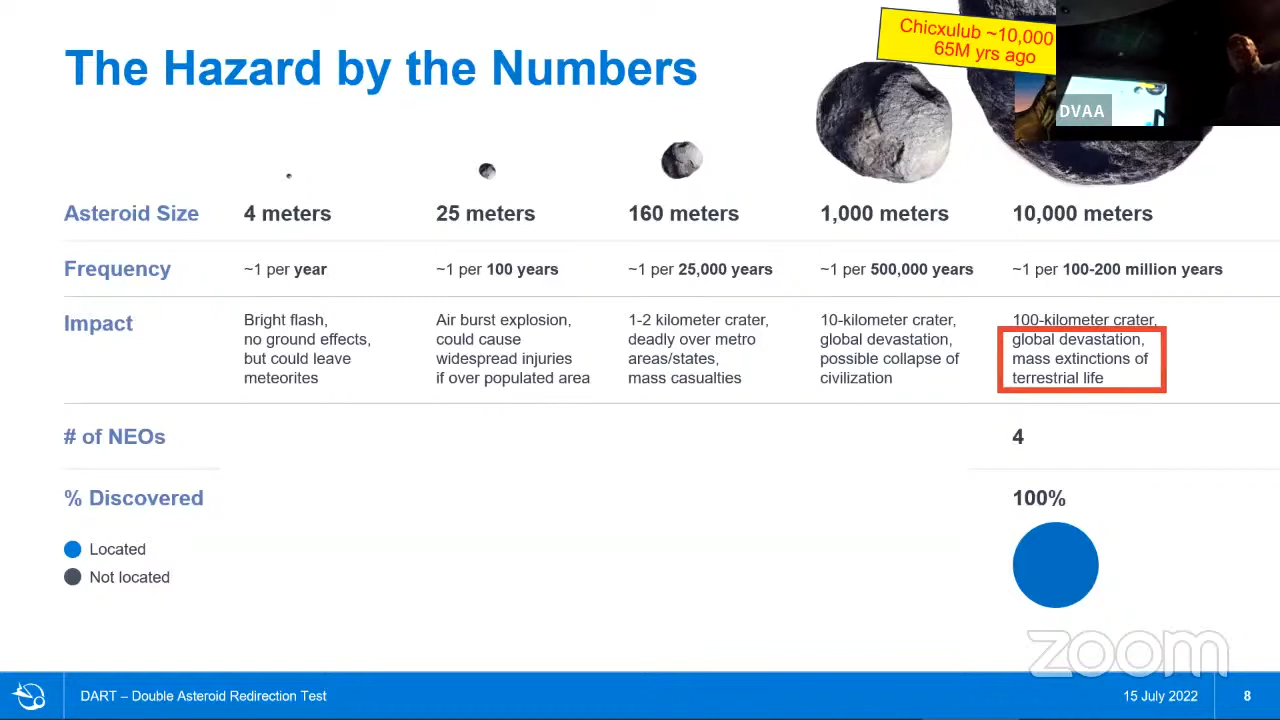 The Hazard by the Numbers
Chicxulub ~10,000
65M yrs ago
DVAA
Asteroid Size
4 meters
25 meters
160 meters
1,000 meters
10,000 meters
Frequency
~1 per year
~1 per 100 years
~1 per 25,000 years
~1 per 500,000 years
~1 per 100-200 million years
Impact
Bright flash,
no ground effects,
but could leave
meteorites
Air burst explosion,
could cause
widespread injuries
if over populated area
1-2 kilometer crater,
deadly over metro
areas/states,
mass casualties
10-kilometer crater,
global devastation,
possible collapse of
civilization
100-kilometer crater,
global devastation,
mass extinctions of
terrestrial life
# of NEOs
4
% Discovered
100%
Located
Not located
zoom
DART – Double Asteroid Redirection Test
15 July 2022
8